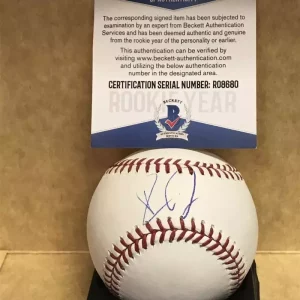 The corresponding signed item has been subjected to
examination by an expert from Beckett Authentication
Services and has been deemed authentic and genuine
from the rookie year of the personality or earlier.
This authentication can be verified by
visiting www.beckett-authentication.com
and utilizing the below authentication
number in the designated area.
CERTIFICATION SERIAL NUMBER: R08680
ROOKIE YEAR
BECKETT
B